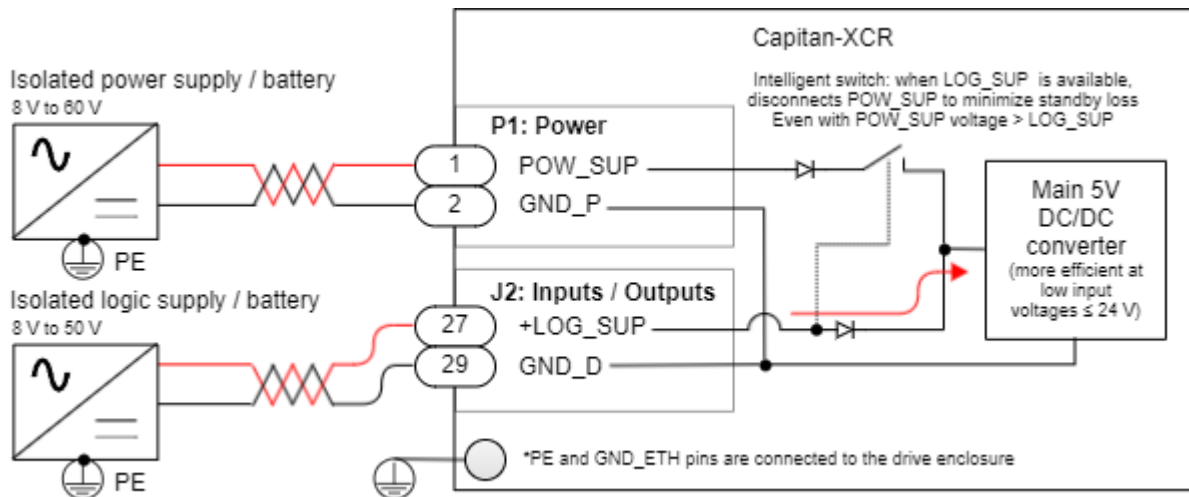 Capitan-XCR
Intelligent switch: when LOG_SUP is available,
disconnects POW_SUP to minimize standby loss
Even with POW_SUP voltage > LOG_SUP
Isolated power supply / battery
8 V to 60 V
PE
P1: Power
1 POW_SUP
2 GND_P
Main 5V
DC/DC
converter
(more efficient at
low input
voltages ≤ 24 V)
Isolated logic supply / battery
8 V to 50 V
PE
J2: Inputs / Outputs
27 +LOG_SUP
29 GND_D
*PE and GND_ETH pins are connected to the drive enclosure